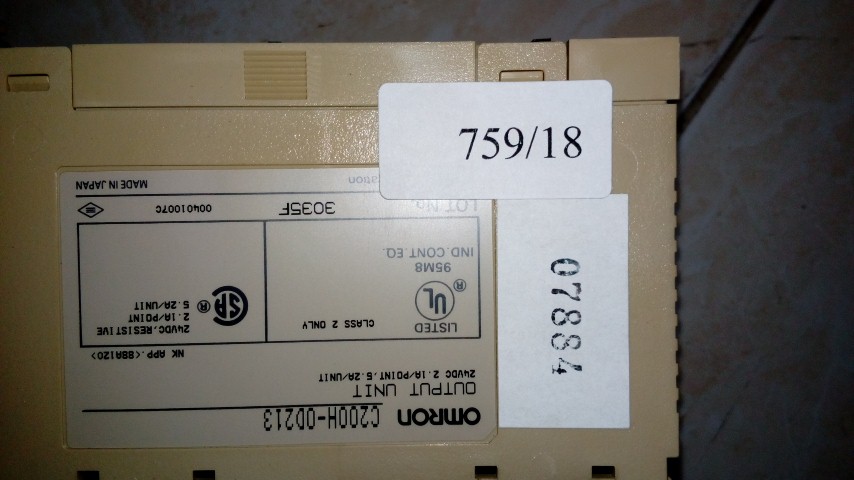 759/18
07884
OMRON C200H-OD213
OUTPUT UNIT
24VDC 2.1A/POINT,5.2A/UNIT
NK APP.<88A120>
LISTED
UL ®
95M8
IND.CONT.EQ.
CLASS 2 ONLY
24VDC,RESISTIVE
2.1A/POINT
5.2A/UNIT
SA ®
LOT No. 3035F 00401007C
MADE IN JAPAN